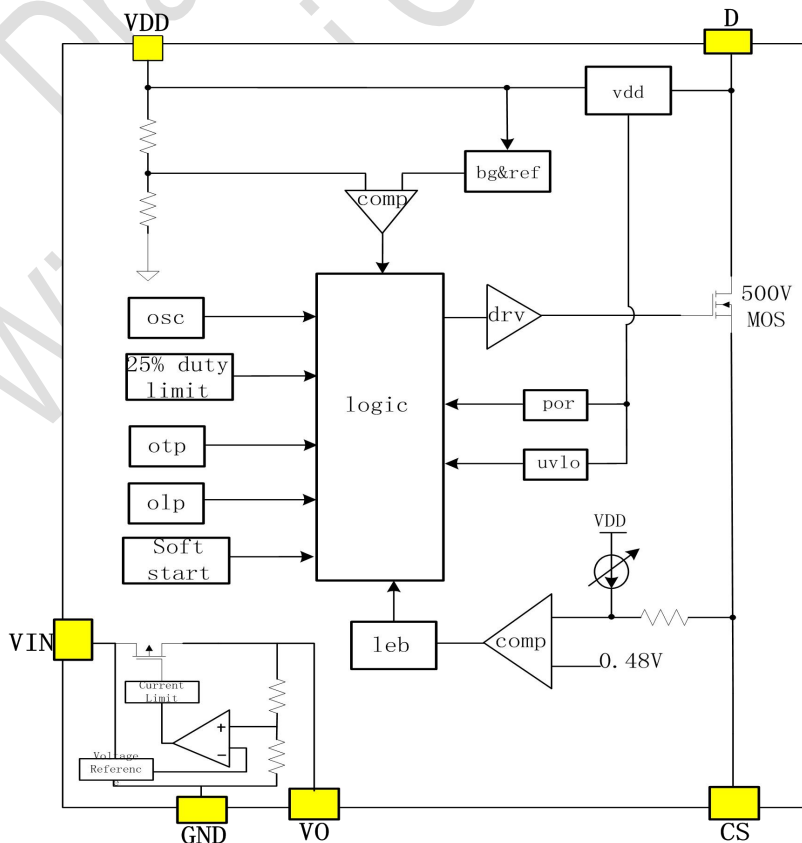 VDD
D
vdd
bg&ref
comp
500V
MOS
osc
drv
25% duty
limit
logic
por
otp
uvlo
olp
VDD
Soft
start
VIN
leb
comp
0.48V
Current
Limit
+
−
Voltage
Referenc
e
GND
VO
CS